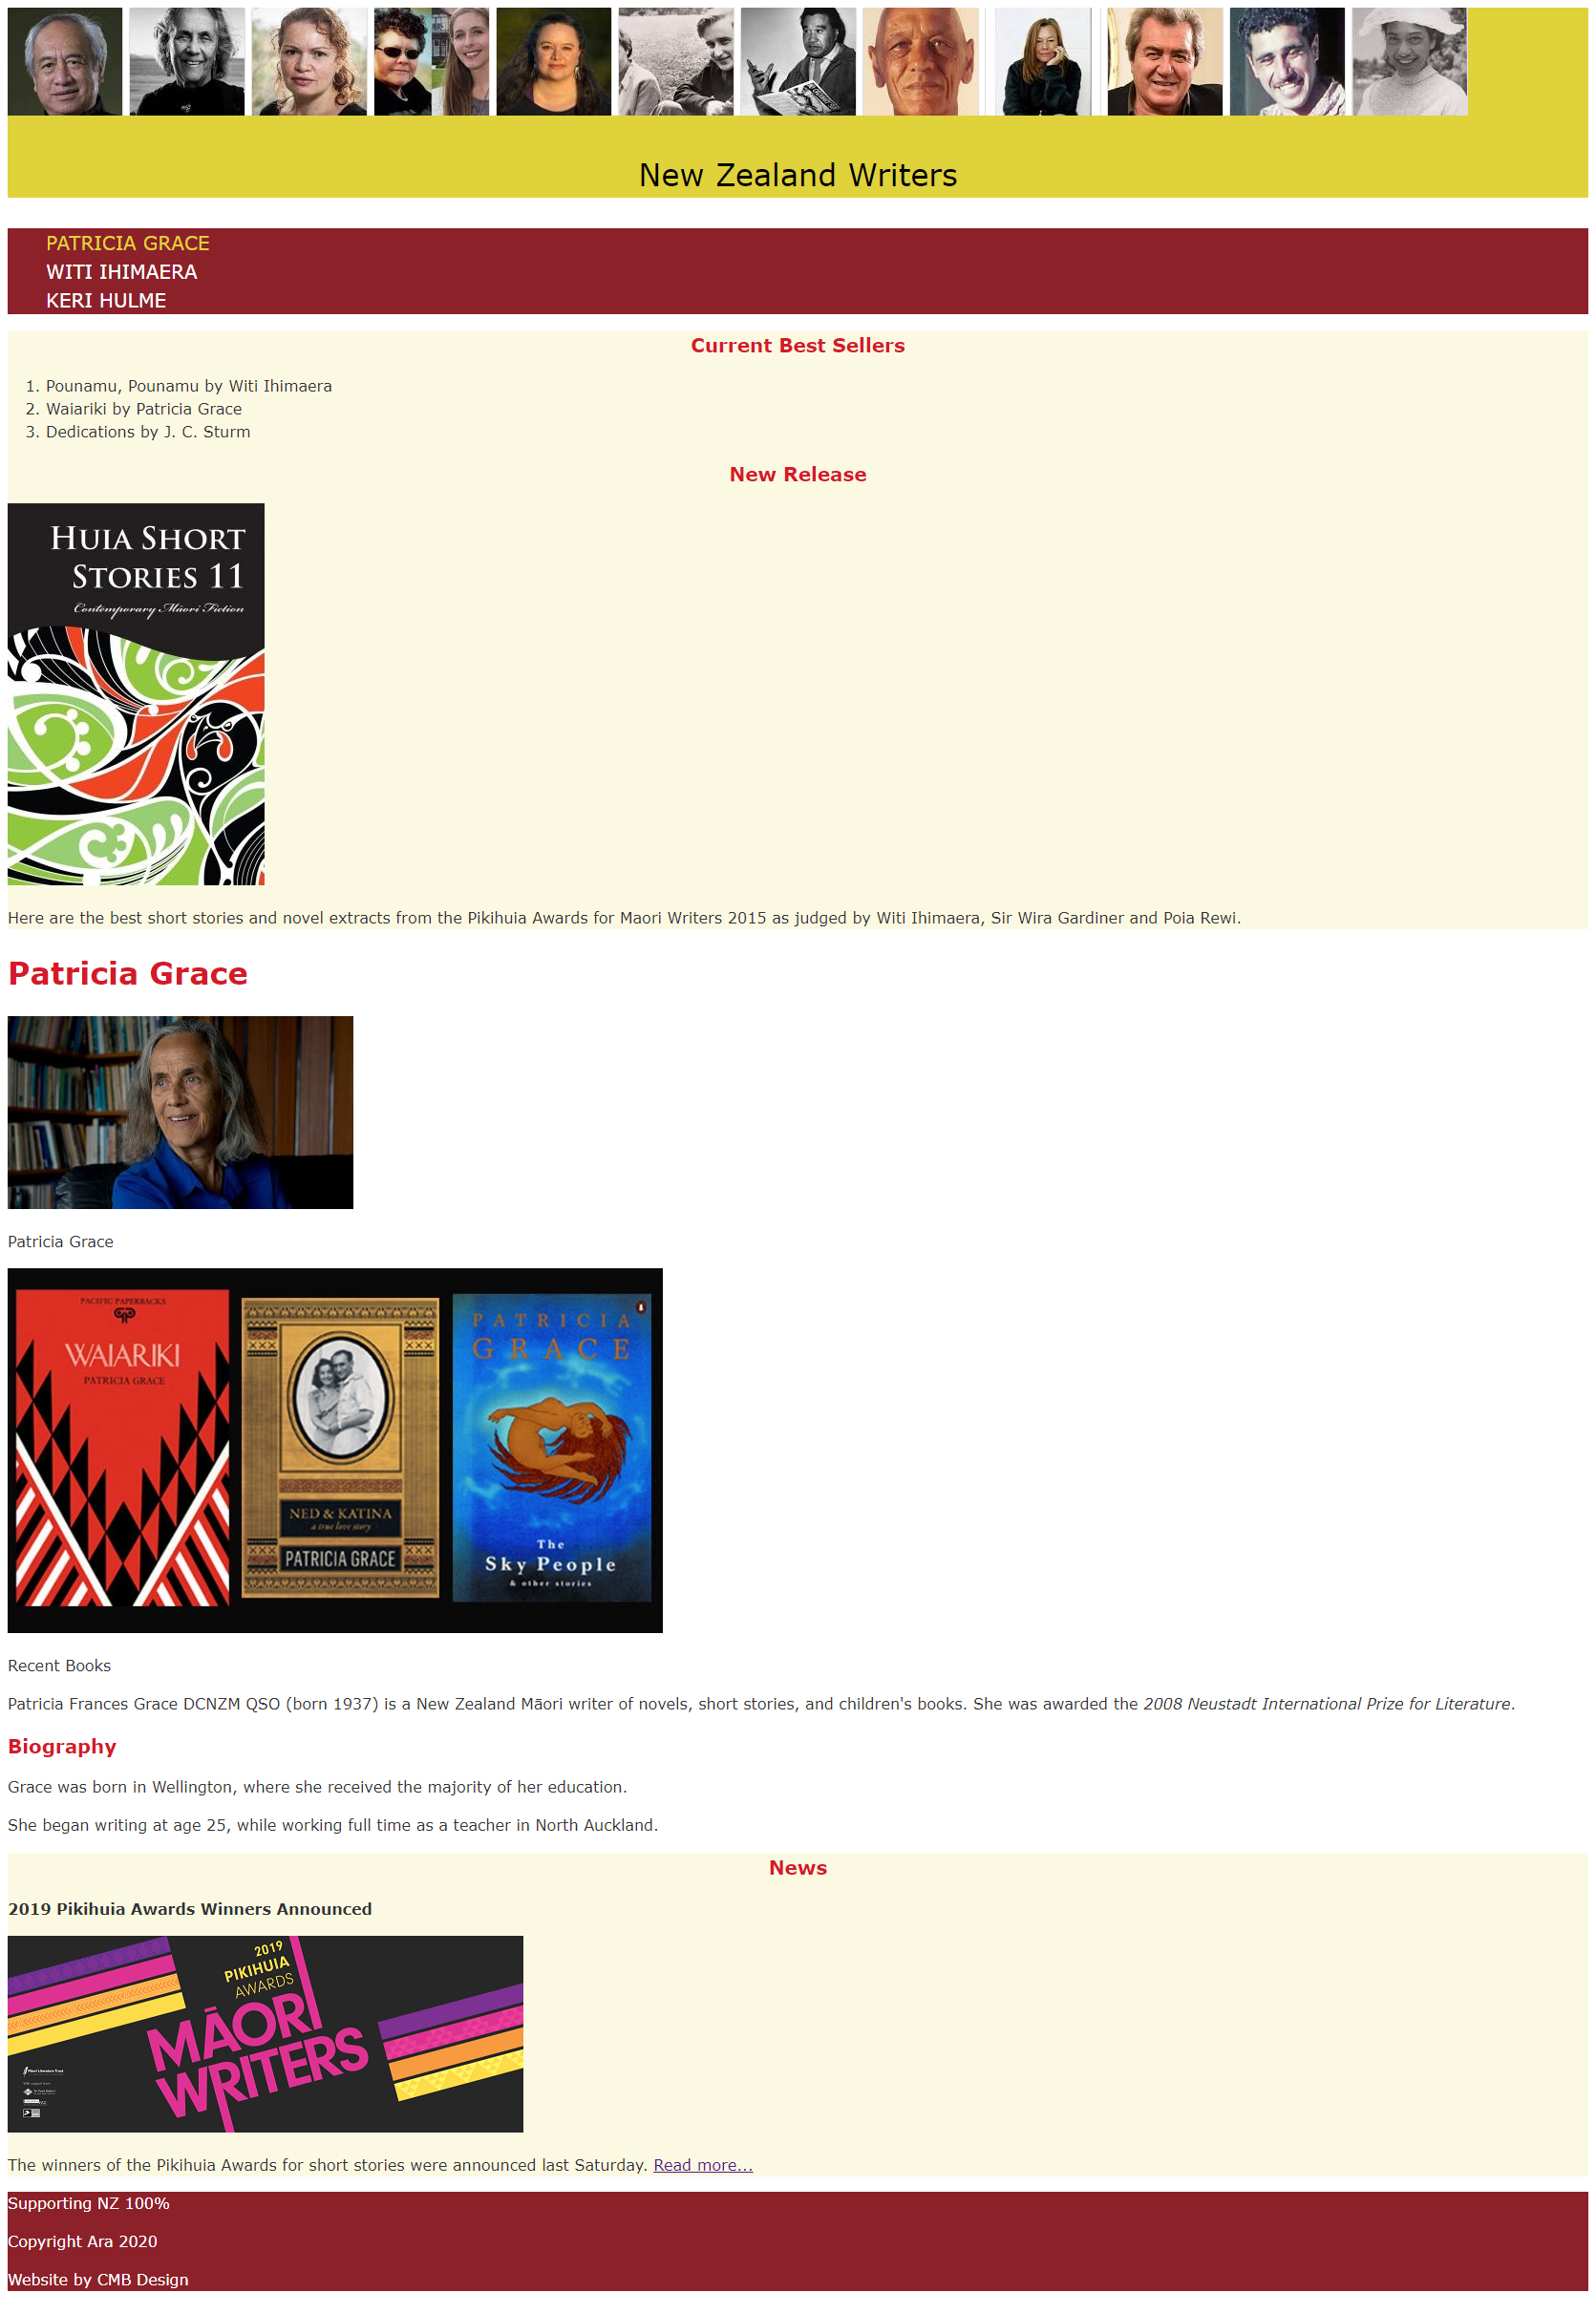 New Zealand Writers
PATRICIA GRACE
WITI IHIMAERA
KERI HULME
Current Best Sellers
1. Pounamu, Pounamu by Witi Ihimaera
2. Waiariki by Patricia Grace
3. Dedications by J. C. Sturm
New Release
HUIA SHORT
STORIES 11
Contemporary Māori Fiction
Here are the best short stories and novel extracts from the Pikihuia Awards for Maori Writers 2015 as judged by Witi Ihimaera, Sir Wira Gardiner and Poia Rewi.
Patricia Grace
Patricia Grace
PACIFIC PAPERBACKS
WAIARIKI
PATRICIA GRACE
NED & KATINA
a true love story
PATRICIA GRACE
PATRICIA
GRACE
The
Sky People
& other stories
Recent Books
Patricia Frances Grace DCNZM QSO (born 1937) is a New Zealand Māori writer of novels, short stories, and children's books. She was awarded the 2008 Neustadt International Prize for Literature.
Biography
Grace was born in Wellington, where she received the majority of her education.
She began writing at age 25, while working full time as a teacher in North Auckland.
News
2019 Pikihuia Awards Winners Announced
2019
PIKIHUIA
AWARDS
MĀORI
WRITERS
The winners of the Pikihuia Awards for short stories were announced last Saturday. Read more...
Supporting NZ 100%
Copyright Ara 2020
Website by CMB Design